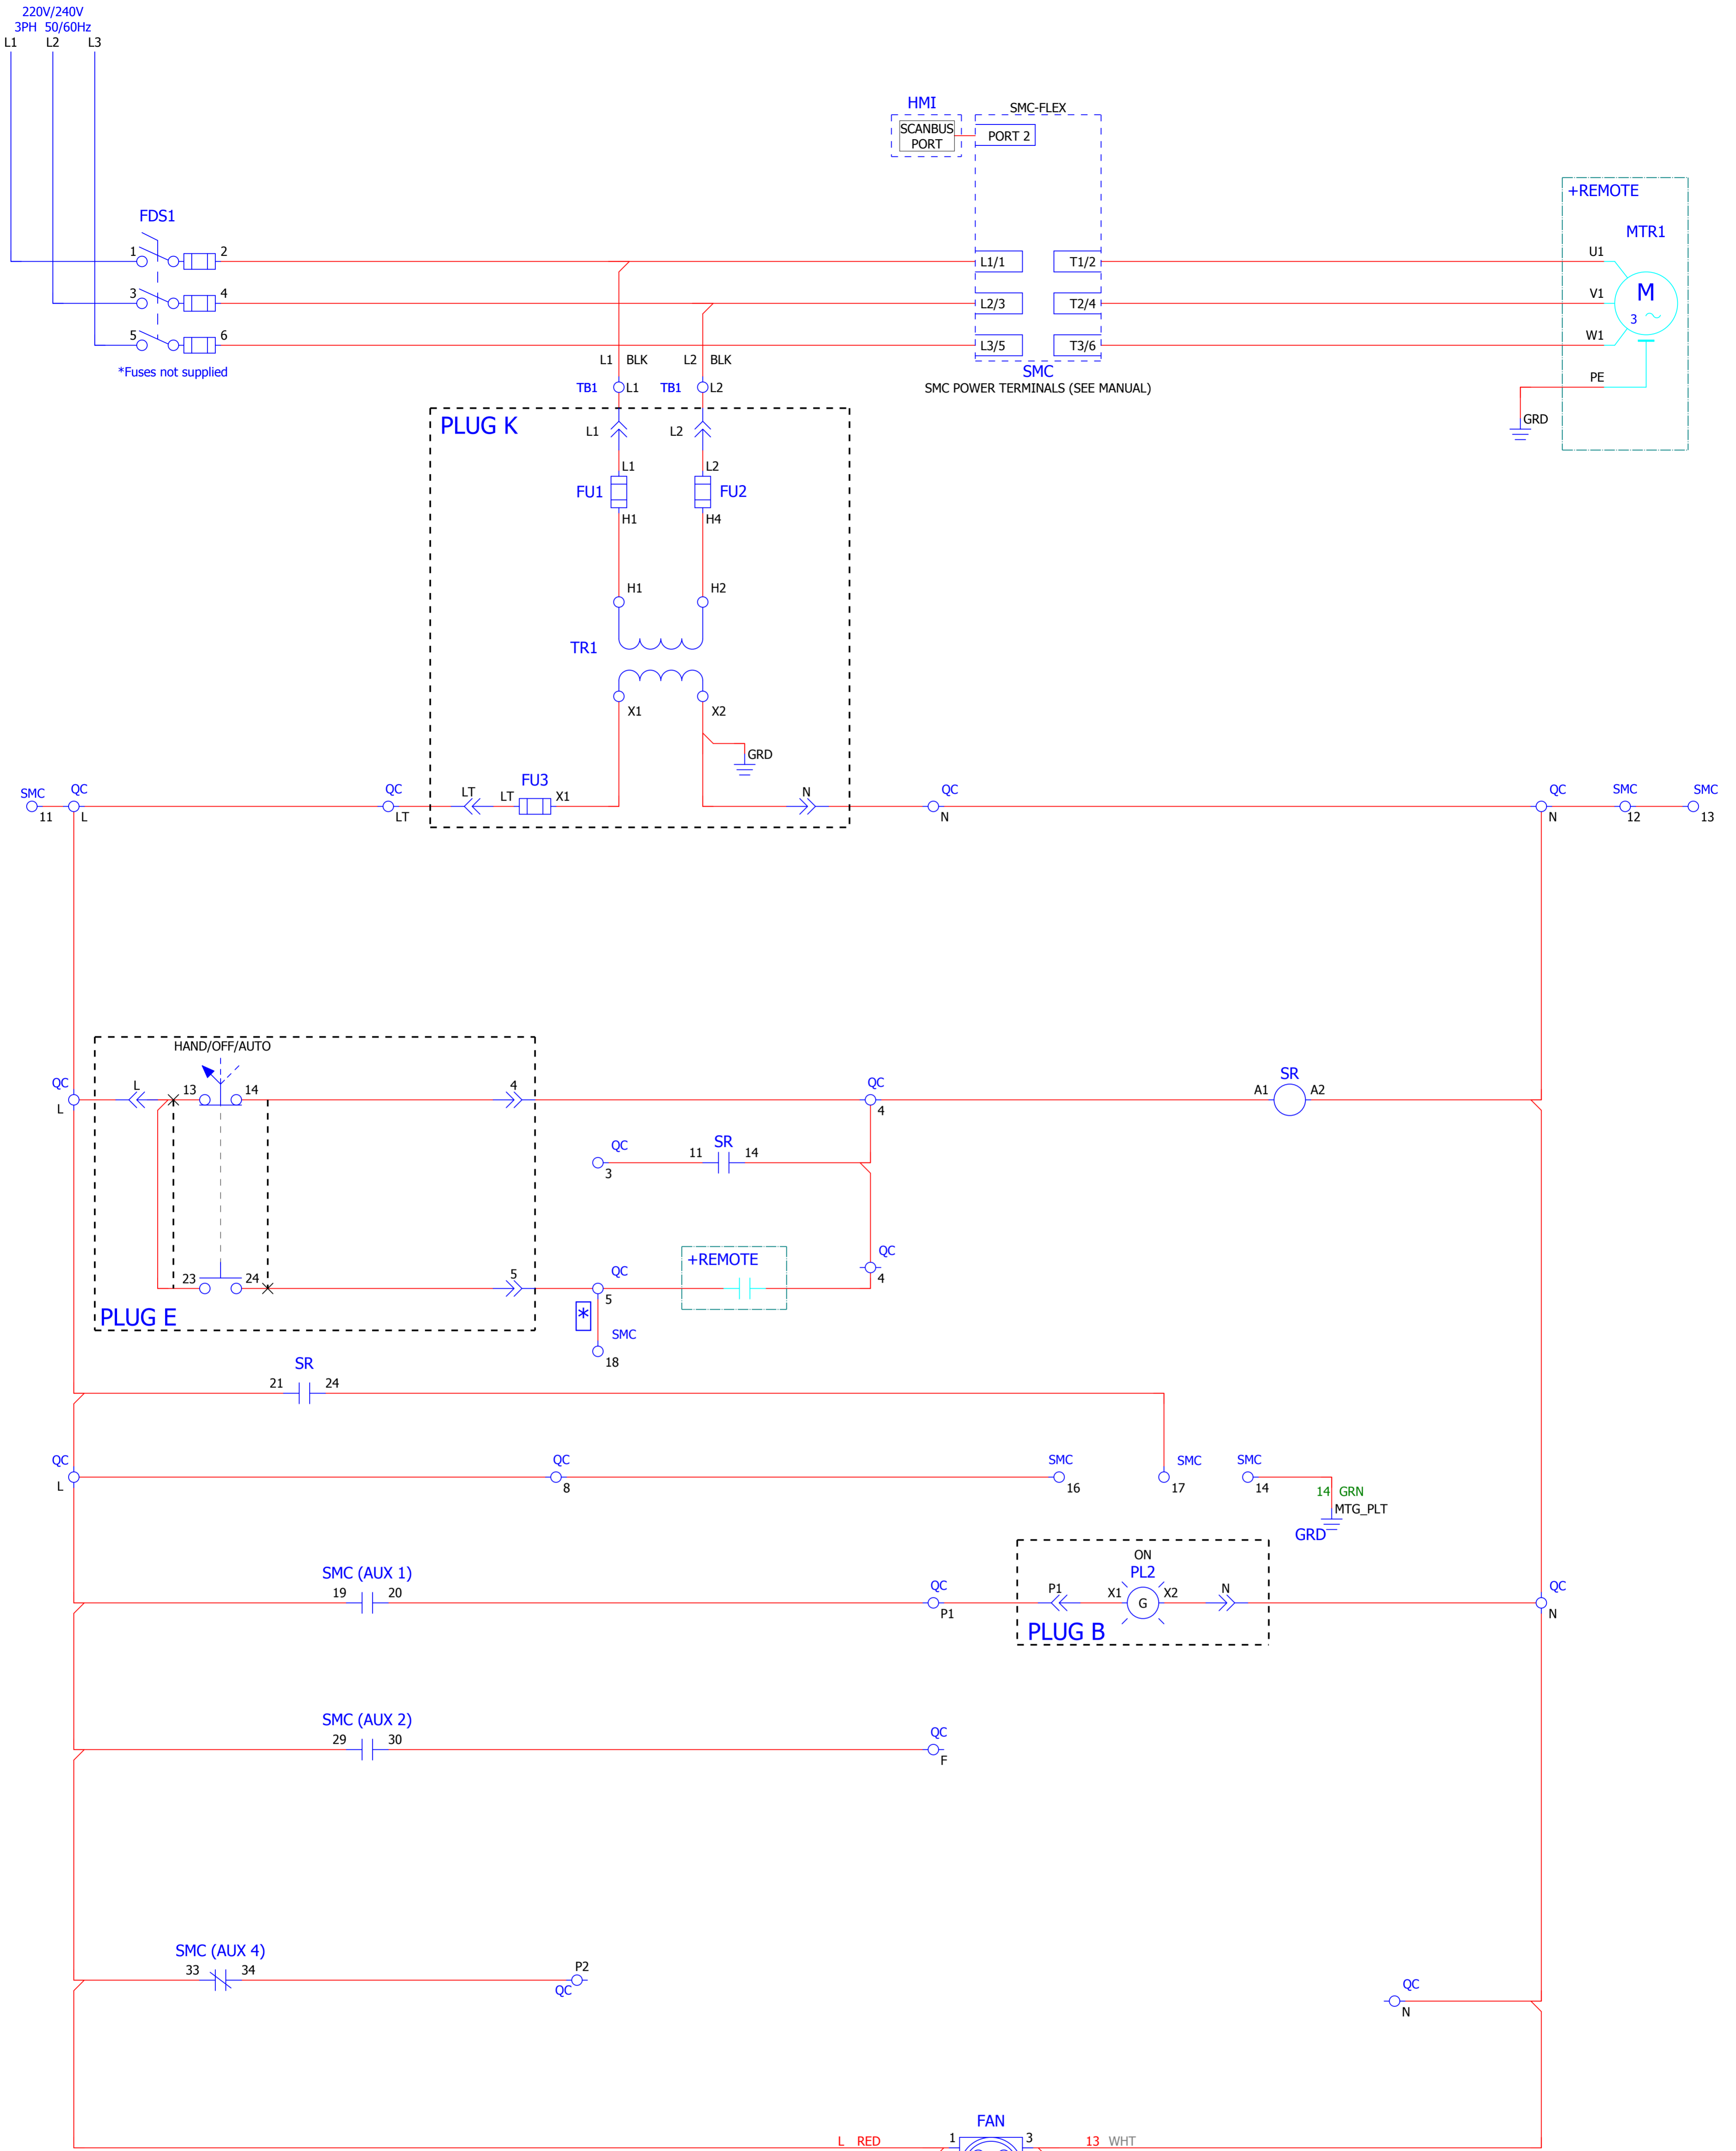 220V/240V
3PH 50/60Hz
L1 L2 L3
HMI
SMC-FLEX
SCANBUS
PORT
PORT 2
+REMOTE
FDS1
MTR1
1 2
L1/1 T1/2
U1
3 4
L2/3 T2/4
V1
M
3
5 6
L3/5 T3/6
W1
*Fuses not supplied
L1 BLK L2 BLK
SMC
PE
TB1 L1 TB1 L2
SMC POWER TERMINALS (SEE MANUAL)
GRD
PLUG K
L1 L2
L1 L2
FU1 FU2
H1 H4
H1 H2
TR1
X1 X2
GRD
FU3
SMC QC QC LT LT X1 N QC QC SMC SMC
11 L LT N N 12 13
HAND/OFF/AUTO
QC L 13 14 4 QC SR
L 4 A1 A2
QC SR
11 14
3
+REMOTE QC
4
23 24 5 QC
5
PLUG E
*
SMC
18
SR
21 24
QC QC SMC SMC SMC
L 8 16 17 14
14 GRN
MTG_PLT
GRD
ON
SMC (AUX 1) PL2
19 20 QC P1 X1 G X2 N QC
P1 N
PLUG B
SMC (AUX 2)
29 30 QC
F
SMC (AUX 4)
33 34 P2
QC
QC
N
FAN
L RED 1 3 13 WHT